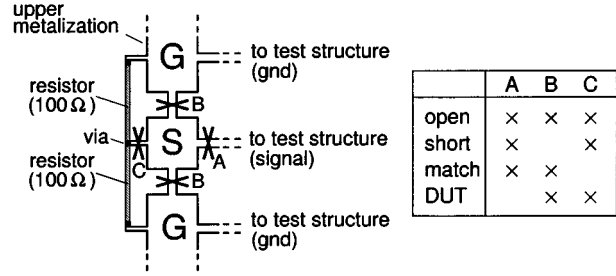 upper
metalization
G
to test structure
(gnd)
resistor
(100Ω)
B
via
S
to test structure
(signal)
A
C
resistor
(100Ω)
B
G
to test structure
(gnd)
A B C
open × × ×
short × ×
match × ×
DUT × ×